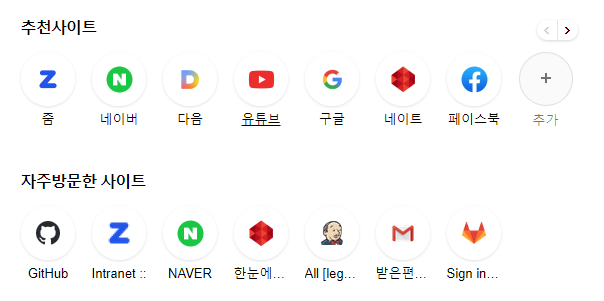 추천사이트
줌 네이버 다음 유튜브 구글 네이트 페이스북 추가
자주방문한 사이트
GitHub Intranet :: NAVER 한눈에... All [leg... 받은편... Sign in...